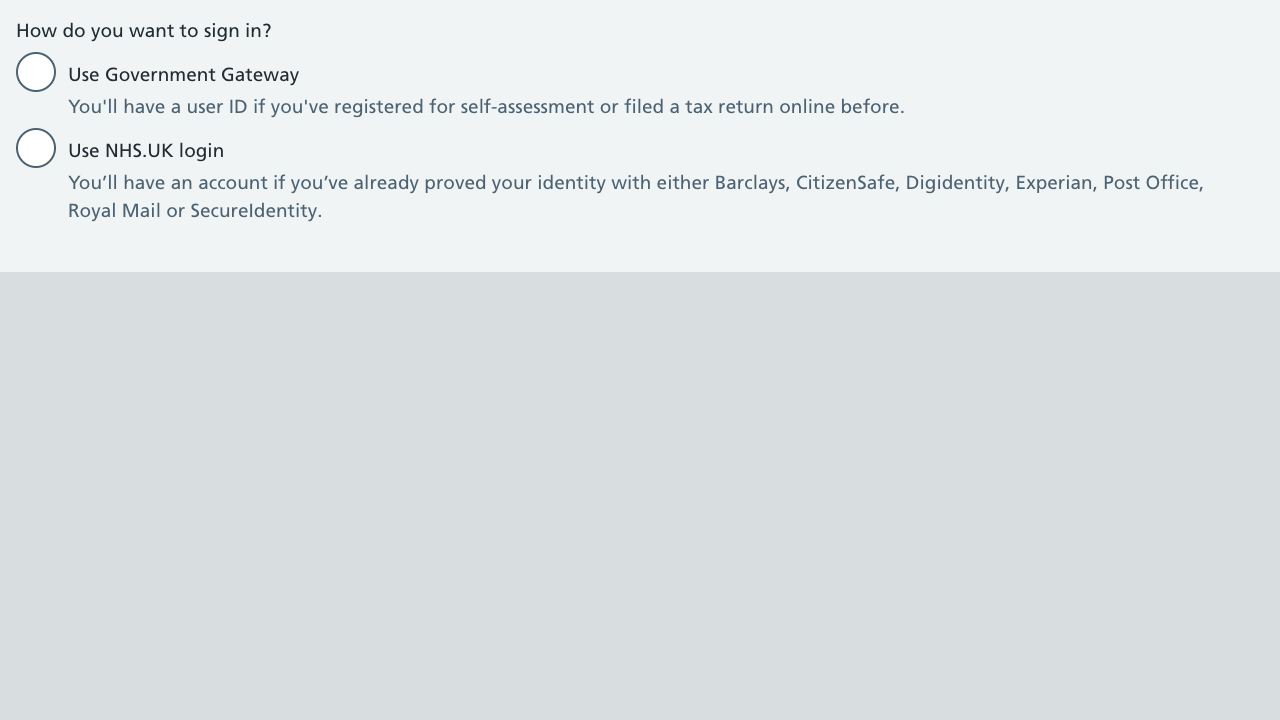 How do you want to sign in?
Use Government Gateway
You'll have a user ID if you've registered for self-assessment or filed a tax return online before.
Use NHS.UK login
You’ll have an account if you’ve already proved your identity with either Barclays, CitizenSafe, Digidentity, Experian, Post Office,
Royal Mail or SecureIdentity.